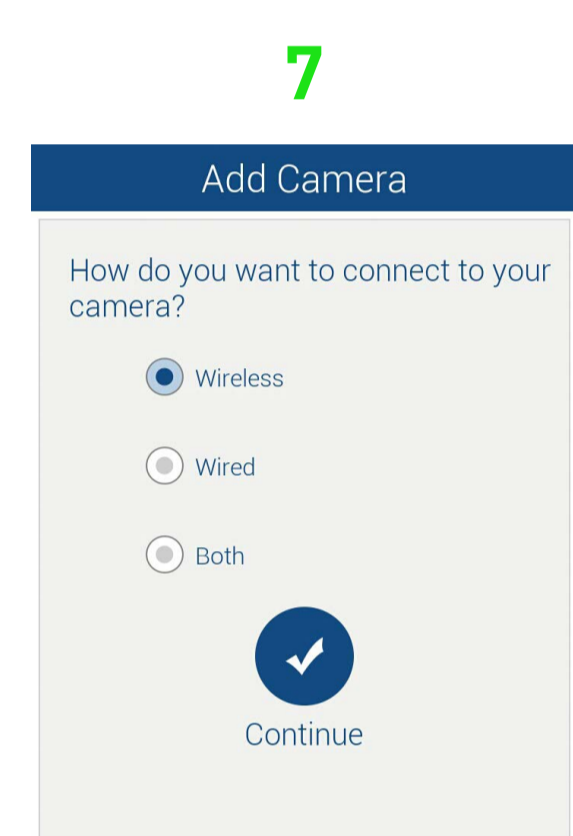 7
Add Camera
How do you want to connect to your
camera?
Wireless
Wired
Both
Continue